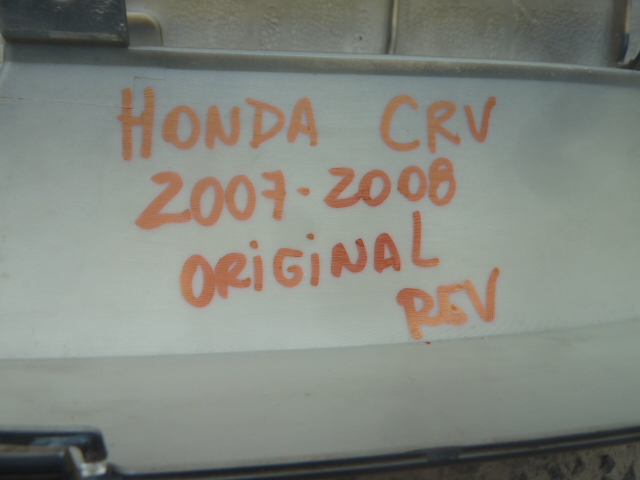 HONDA CRV
2007-2008
ORiGiNAL
REV